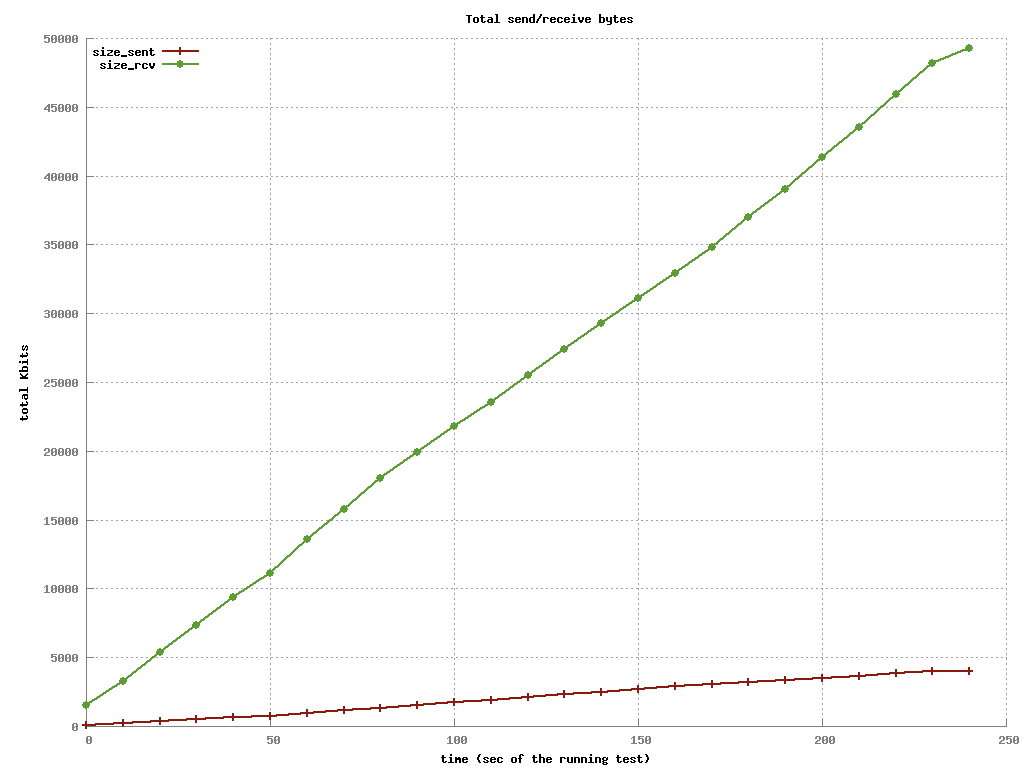 Total send/receive bytes
50000
size_sent
size_rcv
45000
40000
35000
30000
25000
20000
15000
10000
5000
0
total Kbits
0 50 100 150 200 250
time (sec of the running test)